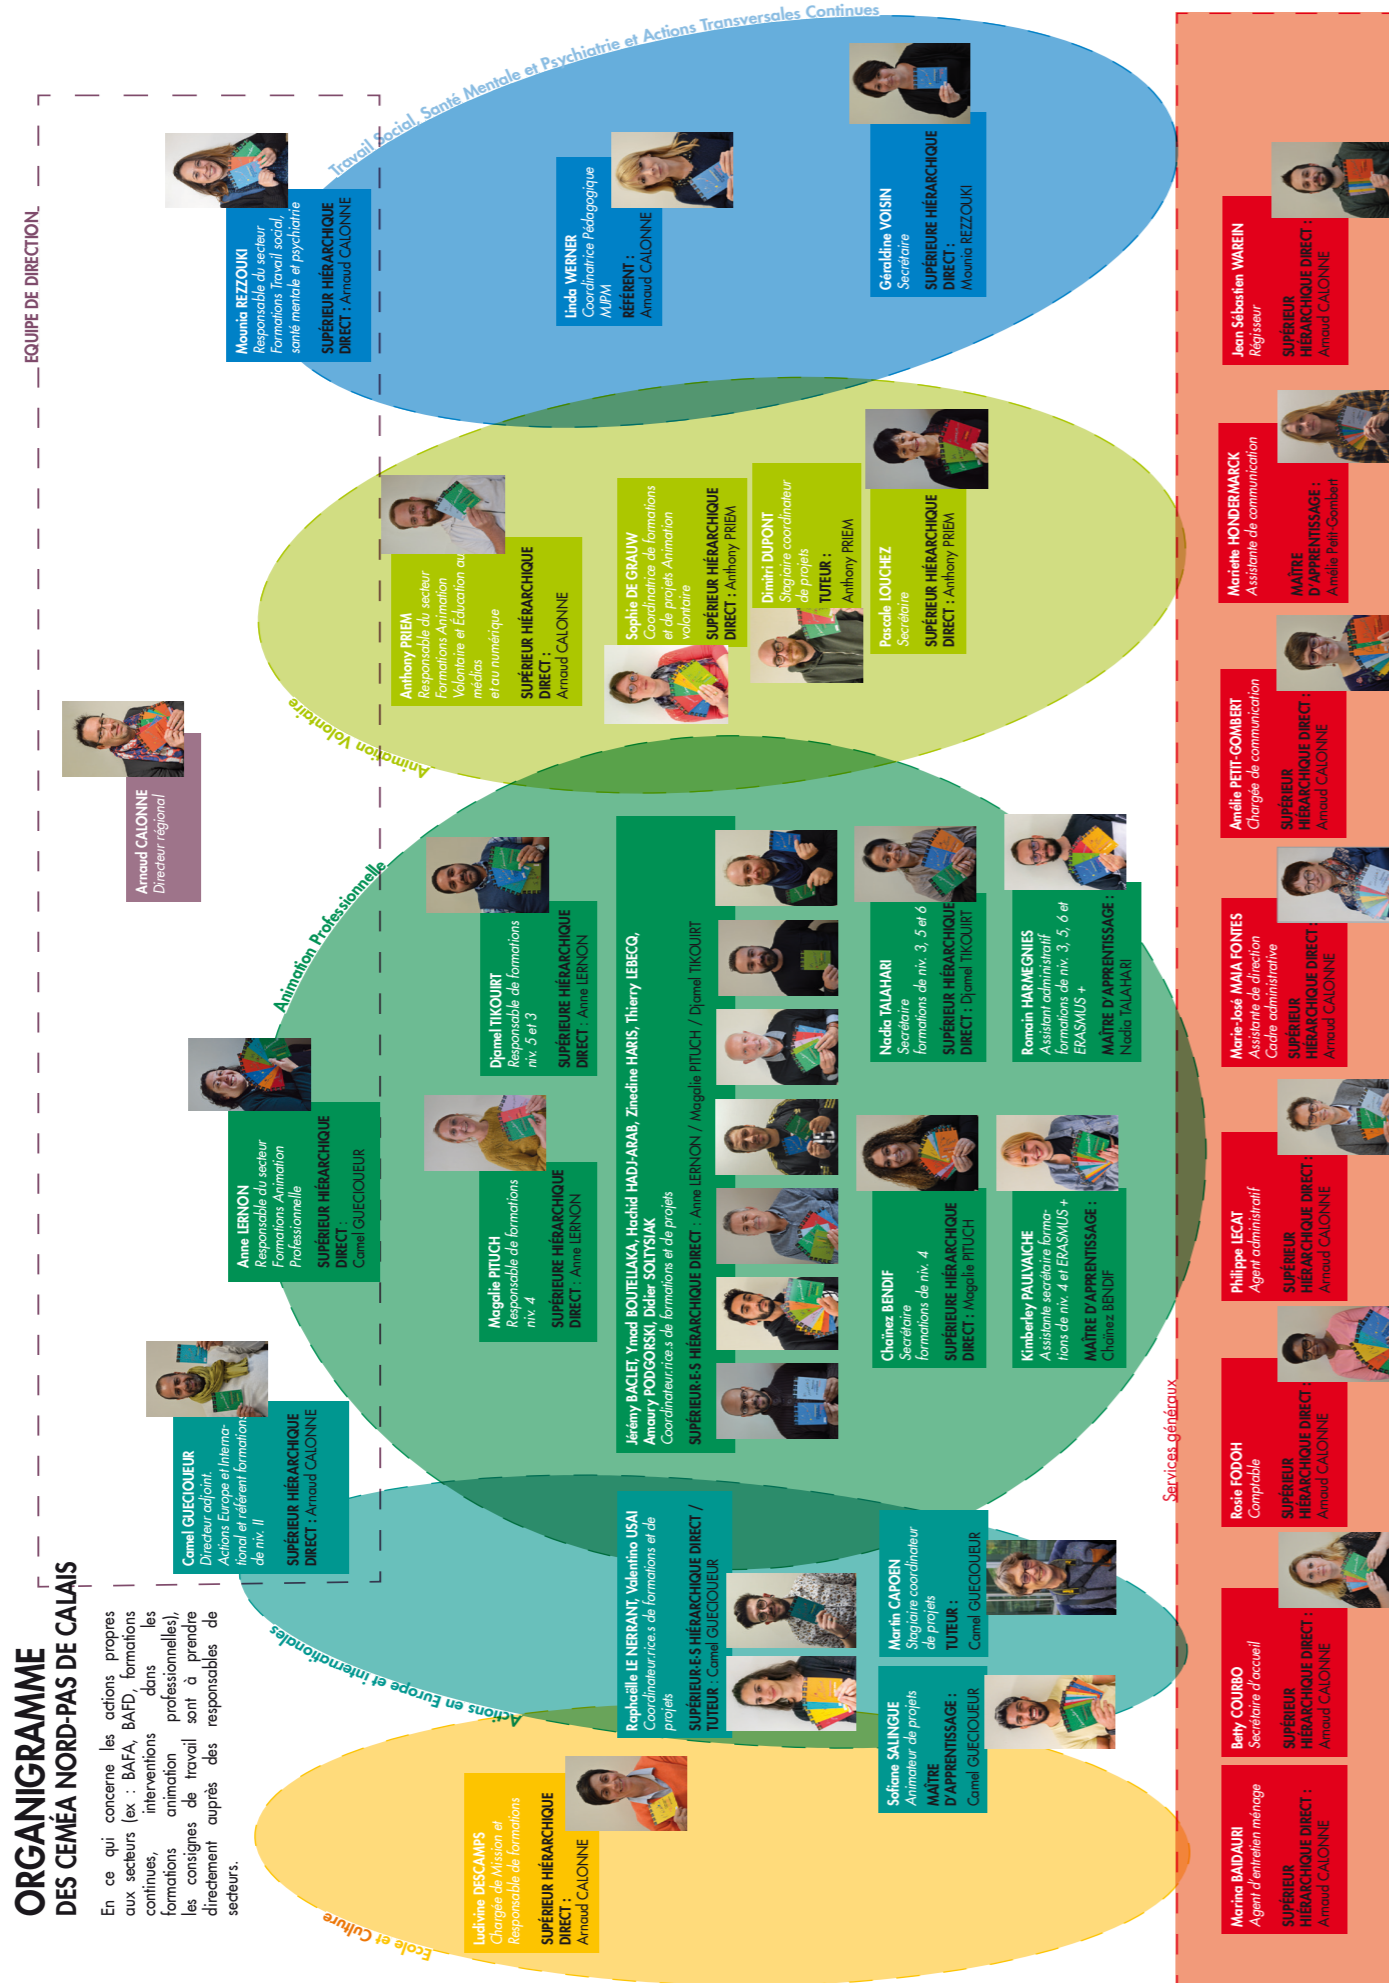 ORGANIGRAMME
DES CEMÉA NORD-PAS DE CALAIS
En ce qui concerne les actions propres
aux secteurs (ex : BAFA, BAFD, formations
continues, interventions dans les
formations animation professionnelles),
les consignes de travail sont à prendre
directement auprès des responsables de
secteurs.
EQUIPE DE DIRECTION
Arnaud CALONNE
Directeur régional
Camel GUECIOUEUR
Directeur adjoint.
Actions Europe et Interna-
tional et référent formations
de niv. II
SUPÉRIEUR HIÉRARCHIQUE
DIRECT : Arnaud CALONNE
Anne LERNON
Responsable du secteur
Formations Animation
Professionnelle
SUPÉRIEUR HIÉRARCHIQUE
DIRECT :
Camel GUECIOUEUR
Anthony PRIEM
Responsable du secteur
Formations Animation
Volontaire et Éducation aux
médias
et au numérique
SUPÉRIEUR HIÉRARCHIQUE
DIRECT :
Arnaud CALONNE
Mounia REZZOUKI
Responsable du secteur
Formations Travail social,
santé mentale et psychiatrie
SUPÉRIEUR HIÉRARCHIQUE
DIRECT : Arnaud CALONNE
Ecole et Culture
Ludivine DESCAMPS
Chargée de Mission et
Responsable de formations
SUPÉRIEUR HIÉRARCHIQUE
DIRECT :
Arnaud CALONNE
Actions en Europe et internationales
Raphaëlle LE NERRANT, Valentino USAI
Coordinateur.rice.s de formations et de
projets
SUPÉRIEUR·E·S HIÉRARCHIQUE DIRECT /
TUTEUR : Camel GUECIOUEUR
Sofiane SALINGUE
Animateur de projets
MAÎTRE
D'APPRENTISSAGE :
Camel GUECIOUEUR
Martin CAPOEN
Stagiaire coordinateur
de projets
TUTEUR :
Camel GUECIOUEUR
Animation Professionnelle
Magalie PITUCH
Responsable de formations
niv. 4
SUPÉRIEURE HIÉRARCHIQUE
DIRECT : Anne LERNON
Djamel TIKOUIRT
Responsable de formations
niv. 5 et 3
SUPÉRIEURE HIÉRARCHIQUE
DIRECT : Anne LERNON
Jérémy BACLET, Ymad BOUTELLAKA, Hachid HADJ-ARAB, Zinedine HARIS, Thierry LEBECQ,
Amaury PODGORSKI, Didier SOLTYSIAK
Coordinateur.rice.s de formations et de projets
SUPÉRIEUR·E·S HIÉRARCHIQUE DIRECT : Anne LERNON / Magalie PITUCH / Djamel TIKOUIRT
Chaïnez BENDIF
Secrétaire
formations de niv. 4
SUPÉRIEURE HIÉRARCHIQUE
DIRECT : Magalie PITUCH
Nadia TALAHARI
Secrétaire
formations de niv. 3, 5 et 6
SUPÉRIEUR HIÉRARCHIQUE
DIRECT : Djamel TIKOUIRT
Kimberley PAULVAICHE
Assistante secrétaire forma-
tions de niv. 4 et ERASMUS +
MAÎTRE D'APPRENTISSAGE :
Chaïnez BENDIF
Romain HARMEGNIES
Assistant administratif
formations de niv. 3, 5, 6 et
ERASMUS +
MAÎTRE D'APPRENTISSAGE :
Nadia TALAHARI
Animation Volontaire
Sophie DE GRAUW
Coordinatrice de formations
et de projets Animation
volontaire
SUPÉRIEUR HIÉRARCHIQUE
DIRECT : Anthony PRIEM
Dimitri DUPONT
Stagiaire coordinateur
de projets
TUTEUR :
Anthony PRIEM
Pascale LOUCHEZ
Secrétaire
SUPÉRIEUR HIÉRARCHIQUE
DIRECT : Anthony PRIEM
Travail Social, Santé Mentale et Psychiatrie et Actions Transversales Continues
Linda WERNER
Coordinatrice Pédagogique
MJPM
RÉFÉRENT :
Arnaud CALONNE
Géraldine VOISIN
Secrétaire
SUPÉRIEURE HIÉRARCHIQUE
DIRECT :
Mounia REZZOUKI
Services généraux
Marina BAIDAURI
Agent d'entretien ménage
SUPÉRIEUR
HIÉRARCHIQUE DIRECT :
Arnaud CALONNE
Betty COURBO
Secrétaire d'accueil
SUPÉRIEUR
HIÉRARCHIQUE DIRECT :
Arnaud CALONNE
Rosie FODOH
Comptable
SUPÉRIEUR
HIÉRARCHIQUE DIRECT :
Arnaud CALONNE
Philippe LECAT
Agent administratif
SUPÉRIEUR
HIÉRARCHIQUE DIRECT :
Arnaud CALONNE
Marie-José MAIA FONTES
Assistante de direction
Cadre administrative
SUPÉRIEUR
HIÉRARCHIQUE DIRECT :
Arnaud CALONNE
Amélie PETIT-GOMBERT
Chargée de communication
SUPÉRIEUR
HIÉRARCHIQUE DIRECT :
Arnaud CALONNE
Mariette HONDERMARCK
Assistante de communication
MAÎTRE
D'APPRENTISSAGE :
Amélie Petit-Gombert
Jean Sébastien WAREIN
Régisseur
SUPÉRIEUR
HIÉRARCHIQUE DIRECT :
Arnaud CALONNE